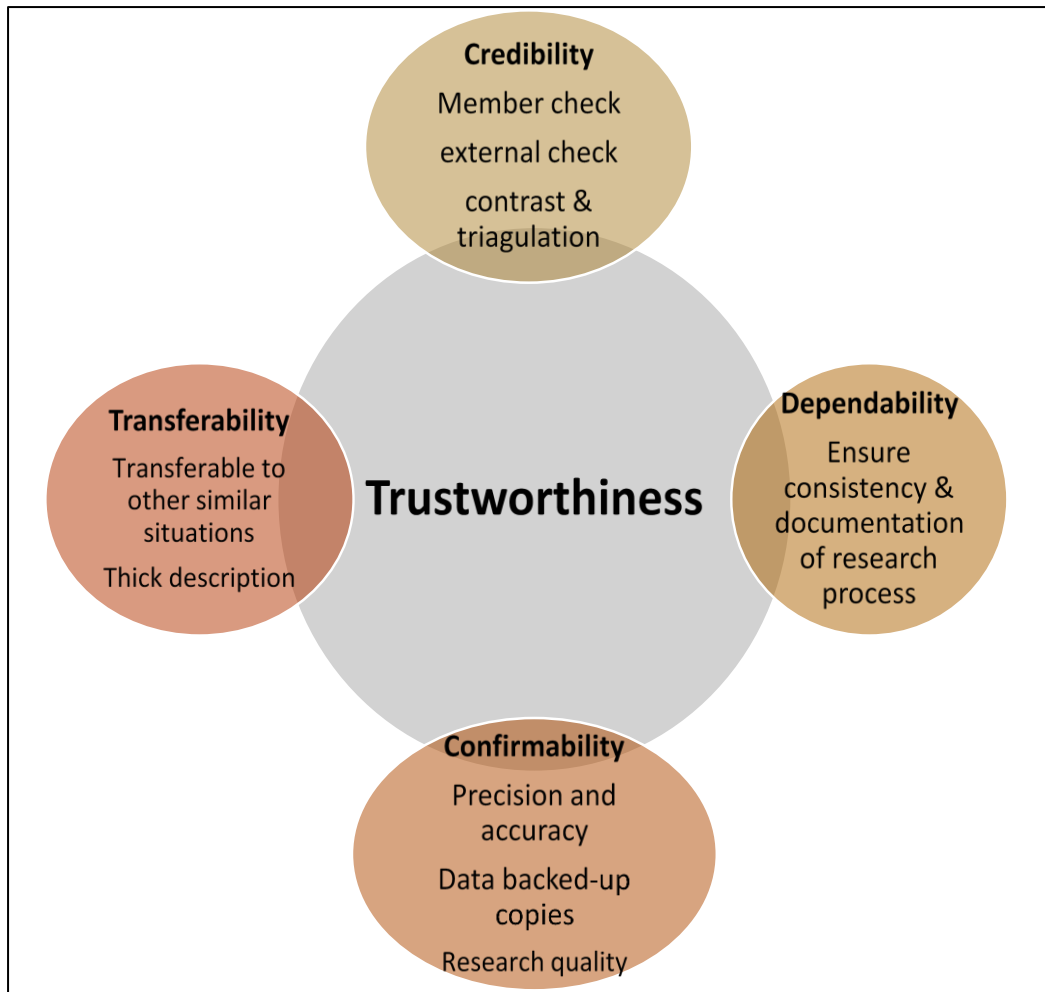 Credibility
Member check
external check
contrast &
triagulation
Transferability
Transferable to
other similar
situations
Thick description
Trustworthiness
Dependability
Ensure
consistency &
documentation
of research
process
Confirmability
Precision and
accuracy
Data backed-up
copies
Research quality